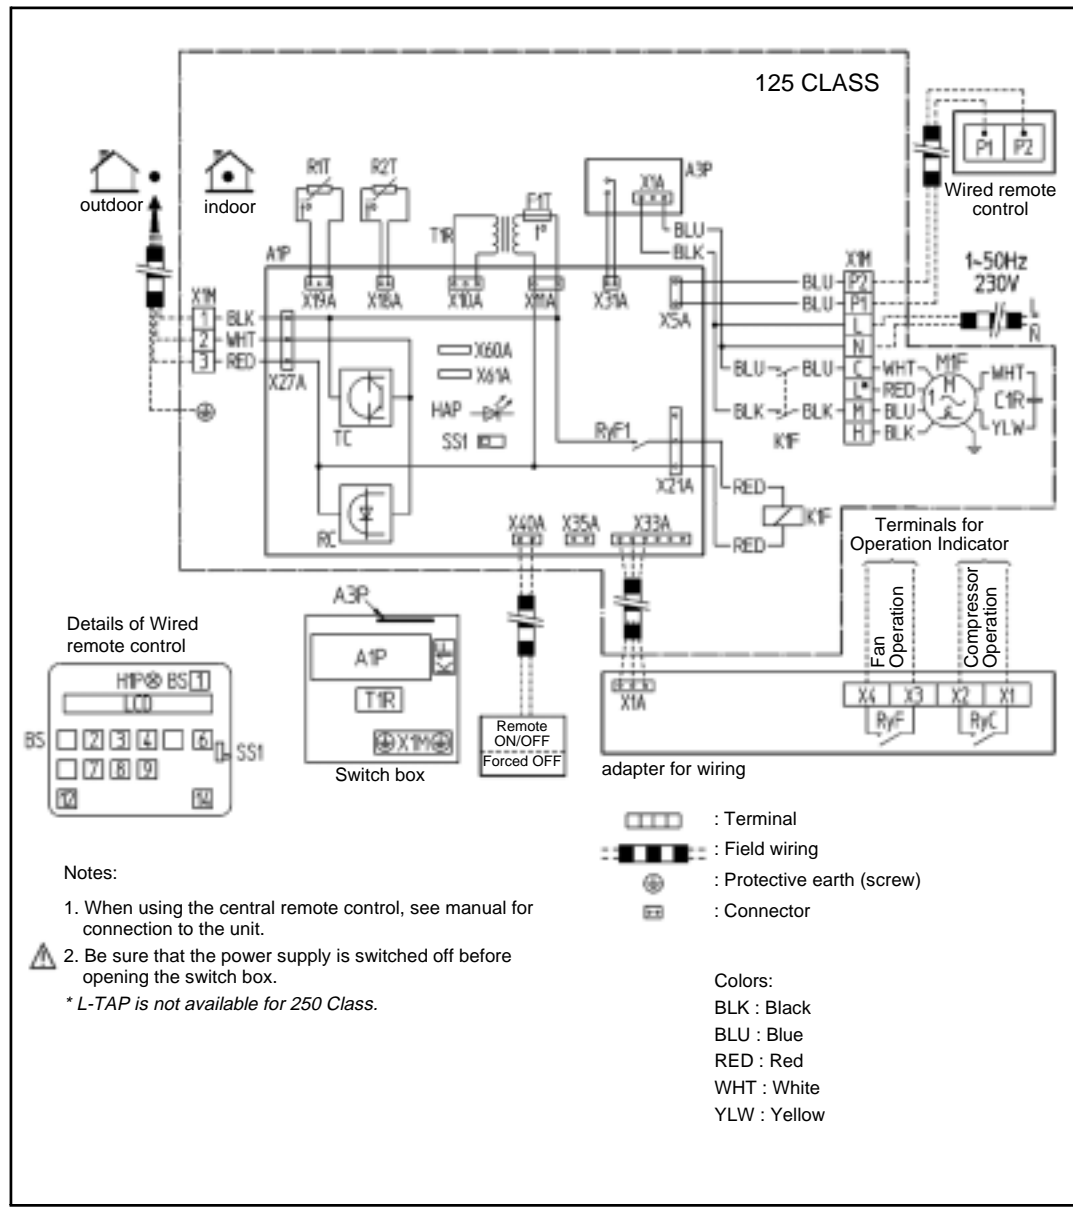 125 CLASS
outdoor
indoor
R1T
R2T
T1R
F1T
t°
t°
t°
X1A
A3P
BLU
BLK
P1 P2
Wired remote
control
A1P
X19A
X18A
X10A
X11A
X31A
X5A
X1M
1 BLK
2 WHT
3 RED
X27A
X1M
BLU P2
BLU P1
L
N
1~50Hz
230V
L
N
BLU BLU C WHT M1F WHT
L* RED
C1R
BLK BLK M BLU YLW
H BLK
M
1 ~
K1F
X60A
X61A
HAP
SS1
TC
RC
RyF1
X21A
RED
K1F
RED
X40A
X35A
X33A
Terminals for
Operation Indicator
Fan
Operation
Compressor
Operation
X4 X3 X2 X1
RyF
RyC
X1A
adapter for wiring
Details of Wired
remote control
H1P BS 1
LCD
BS 2 3 4 6
SS1
7 8 9
12 14
A3P
A1P
K1F
T1R
X1M
Switch box
Remote
ON/OFF
Forced OFF
: Terminal
: Field wiring
: Protective earth (screw)
: Connector
Notes:
1. When using the central remote control, see manual for
connection to the unit.
2. Be sure that the power supply is switched off before
opening the switch box.
* L-TAP is not available for 250 Class.
Colors:
BLK : Black
BLU : Blue
RED : Red
WHT : White
YLW : Yellow